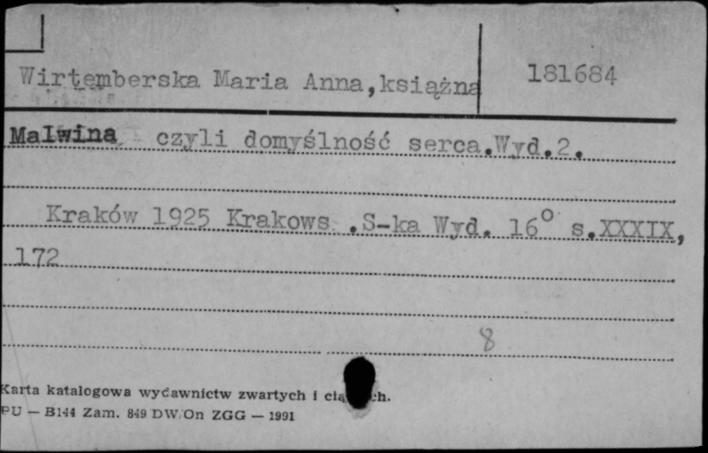 Wirtemberska Maria Anna,księżna
181684
Malwina czyli domyślność serca.Wyd.2.
Kraków 1925 Krakows .S-ka Wyd. 16° s.XXXIX,
172
8
Karta katalogowa wydawnictw zwartych i
PU — B144 Zam. 849 DW.On ZGG — 1991